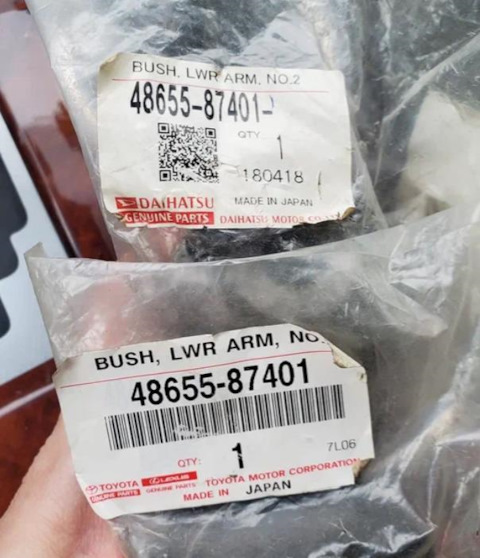 BUSH, LWR ARM, NO.2
48655-87401-
QTY
1
180418
DAIHATSU MADE IN JAPAN
GENUINE PARTS DAIHATSU MOTOR CO.
BUSH, LWR ARM, NO.
48655-87401
QTY: 1 7L06
TOYOTA LEXUS TOYOTA MOTOR CORPORATION
GENUINE PARTS GENUINE PARTS
MADE IN JAPAN